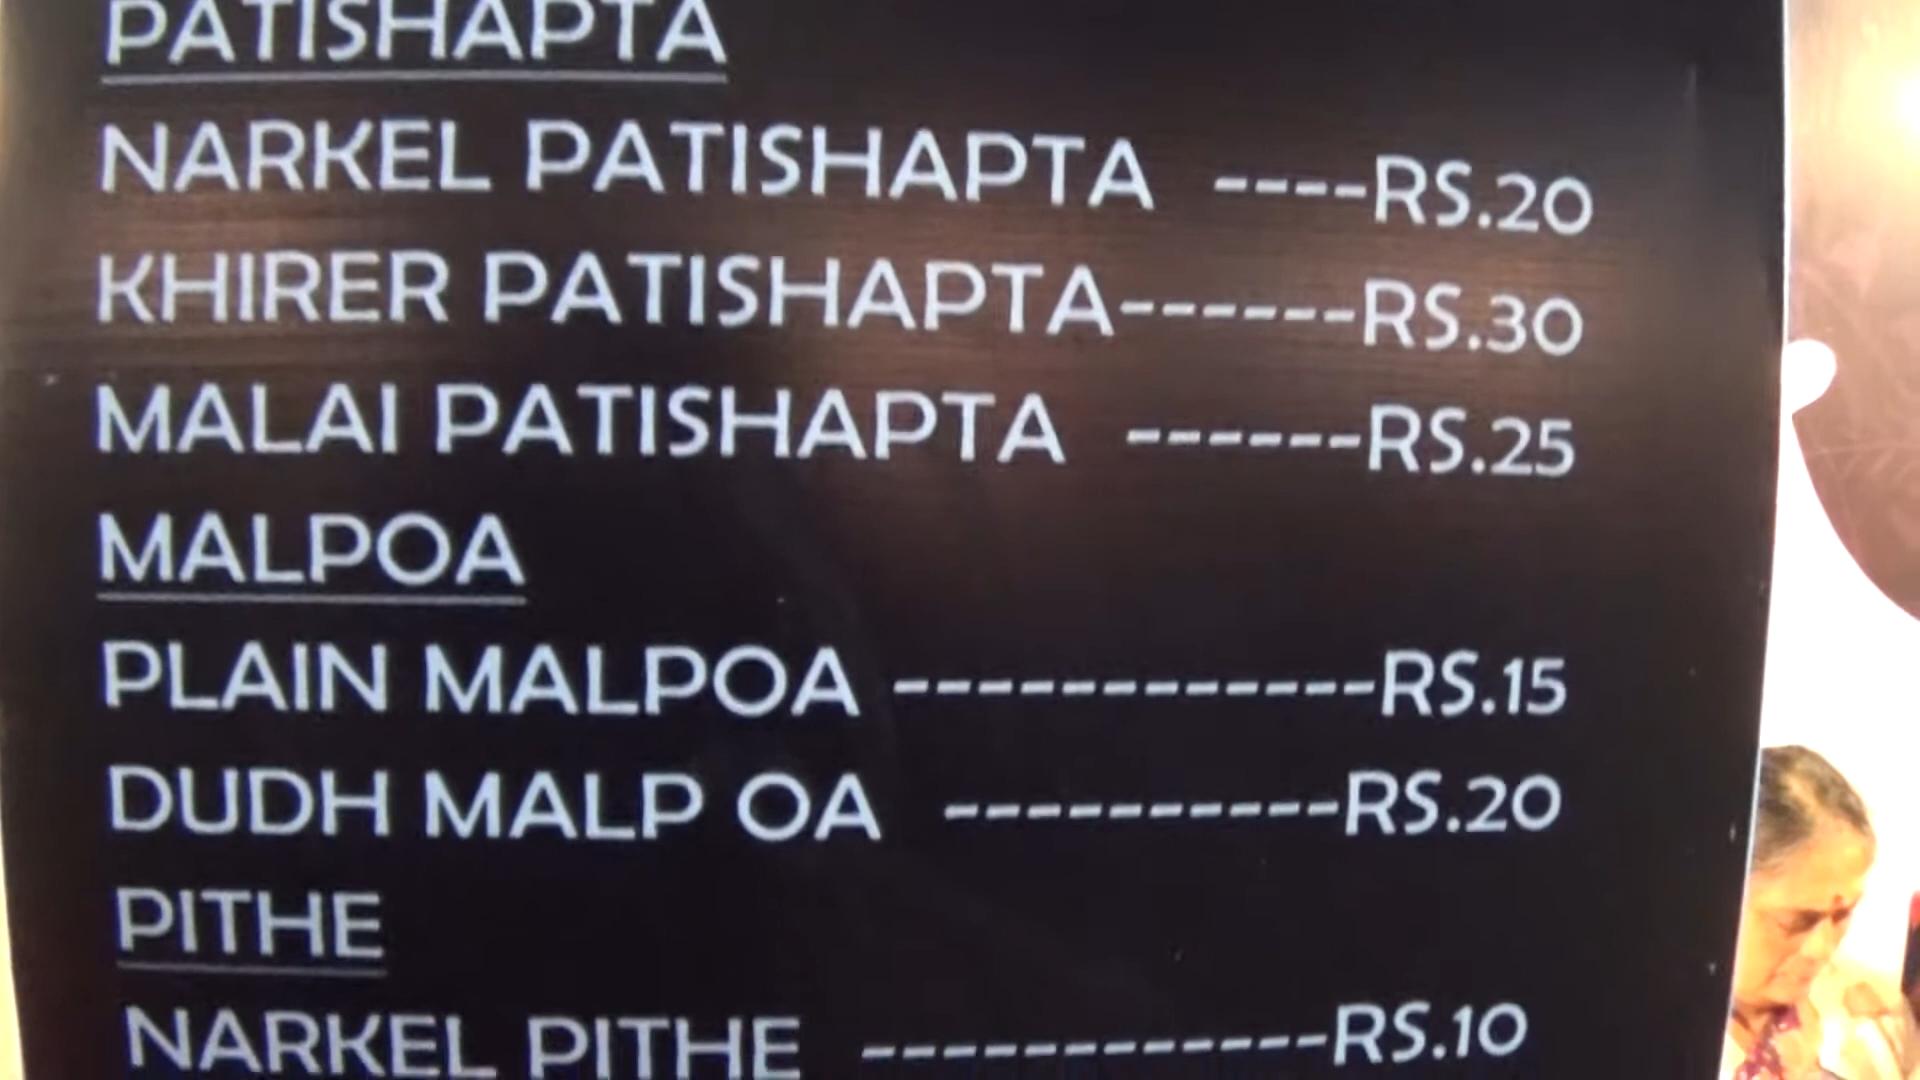 PATISHAPTA
NARKEL PATISHAPTA ----RS.20
KHIRER PATISHAPTA------RS.30
MALAI PATISHAPTA ------RS.25
MALPOA
PLAIN MALPOA ------------RS.15
DUDH MALP OA ----------RS.20
PITHE
NARKEL PITHE ------------RS.10